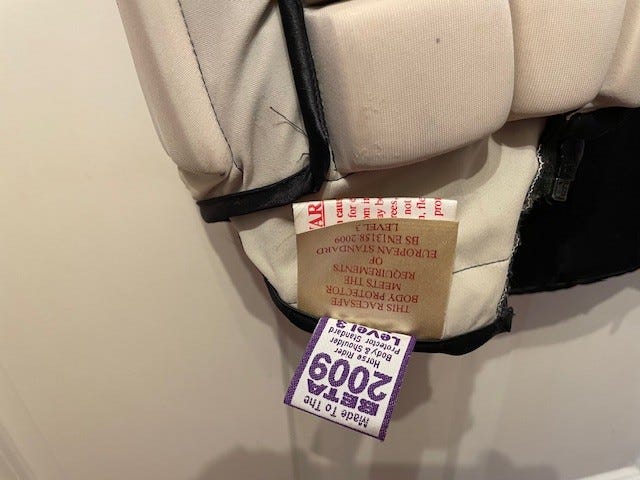 THIS RACESAFE
BODY PROTECTOR
MEETS THE
REQUIREMENTS
OF
EUROPEAN STANDARD
BS EN13158:2009
LEVEL 3
Made To The
BETA
2009
Horse Rider
Body & Shoulder
Protector Standard
Level 3